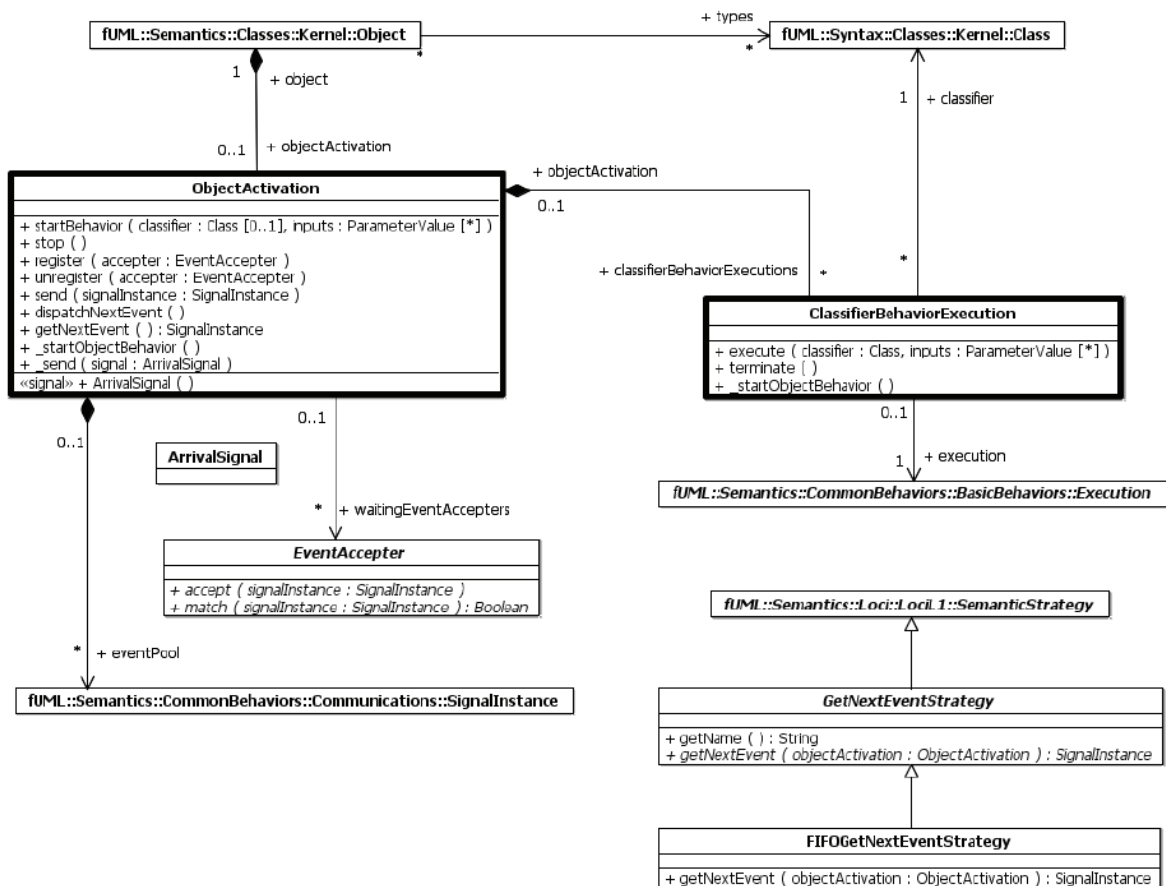 + types
fUML::Semantics::Classes::Kernel::Object
fUML::Syntax::Classes::Kernel::Class
*
*
1
+ object
1
+ classifier
0..1
+ objectActivation
ObjectActivation
+ startBehavior ( classifier : Class [0..1], inputs : ParameterValue [*] )
+ stop ( )
+ register ( accepter : EventAccepter )
+ unregister ( accepter : EventAccepter )
+ send ( signalInstance : SignalInstance )
+ dispatchNextEvent ( )
+ getNextEvent ( ) : SignalInstance
+ _startObjectBehavior ( )
+ _send ( signal : ArrivalSignal )
«signal» + ArrivalSignal ( )
+ objectActivation
0..1
+ classifierBehaviorExecutions
*
*
ClassifierBehaviorExecution
+ execute ( classifier : Class, inputs : ParameterValue [*] )
+ terminate ( )
+ _startObjectBehavior ( )
0..1
0..1
0..1
ArrivalSignal
1
+ execution
fUML::Semantics::CommonBehaviors::BasicBehaviors::Execution
*
+ waitingEventAccepters
EventAccepter
+ accept ( signalInstance : SignalInstance )
+ match ( signalInstance : SignalInstance ) : Boolean
fUML::Semantics::Loci::LociL1::SemanticStrategy
*
+ eventPool
fUML::Semantics::CommonBehaviors::Communications::SignalInstance
GetNextEventStrategy
+ getName ( ) : String
+ getNextEvent ( objectActivation : ObjectActivation ) : SignalInstance
FIFOGetNextEventStrategy
+ getNextEvent ( objectActivation : ObjectActivation ) : SignalInstance